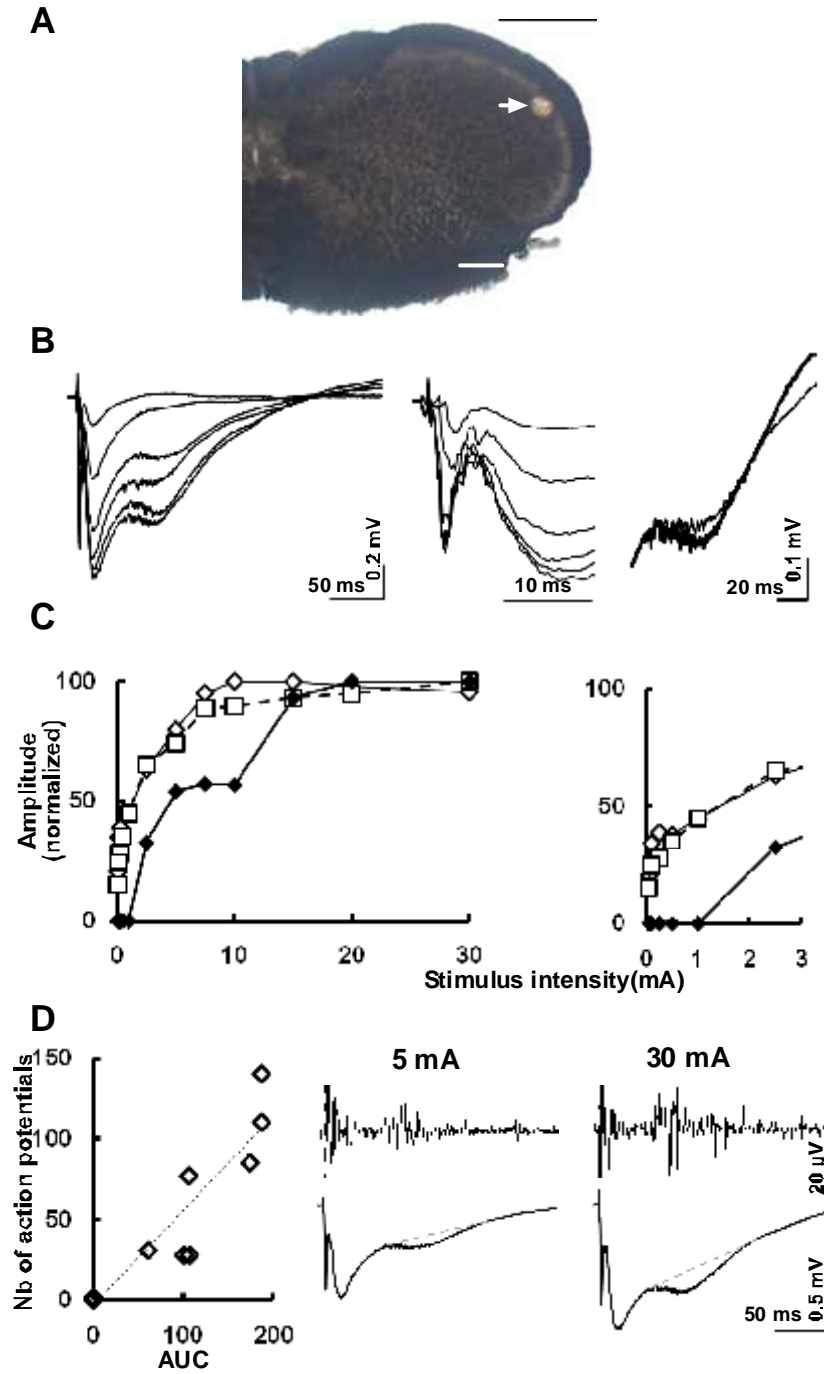 A
B
50 ms
0.2 mV
10 ms
20 ms
0.1 mV
C
Amplitude
(normalized)
100
50
0
0
10
20
30
100
50
0
0
1
2
3
Stimulus intensity(mA)
D
Nb of action potentials
150
100
50
0
0
100
200
AUC
5 mA
30 mA
20 µV
0.5 mV
50 ms